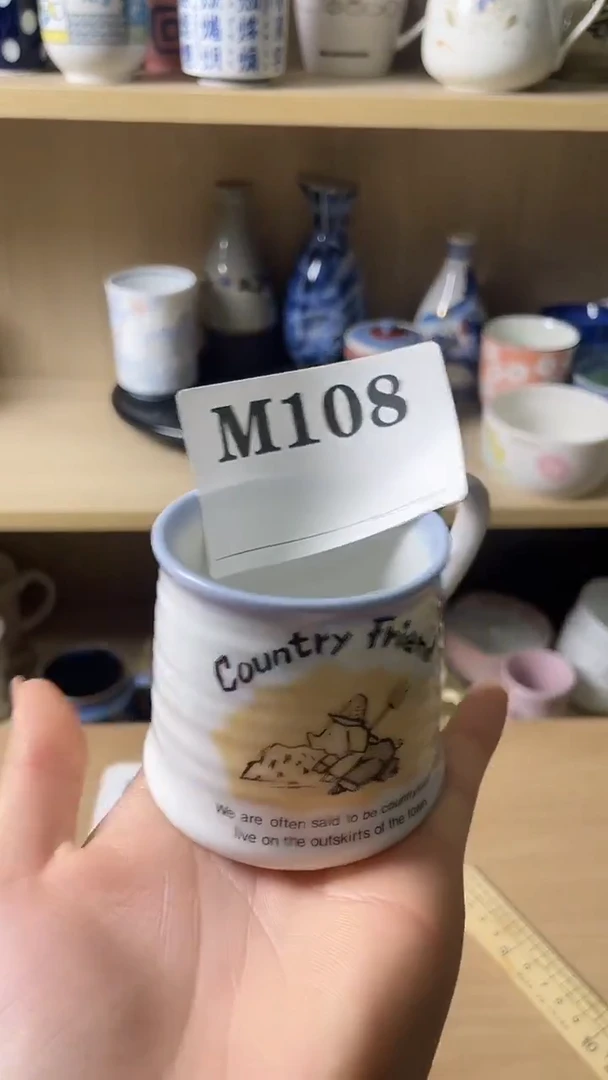 M108
Country Friend
We are often said to be country
live on the outskirts of the town